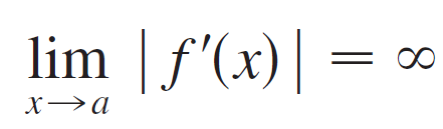 lim |f'(x)| = ∞
x→a